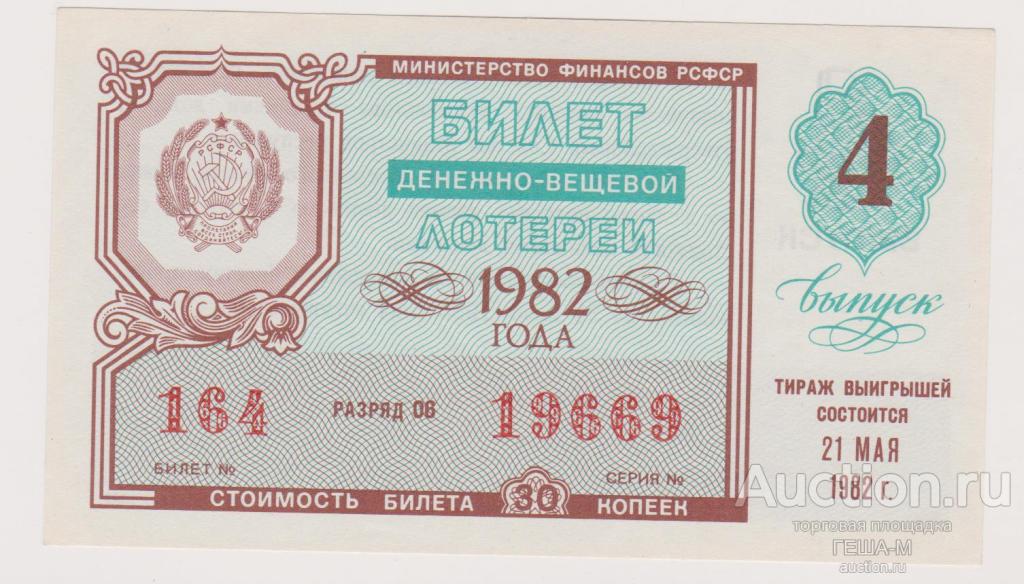 МИНИСТЕРСТВО ФИНАНСОВ РСФСР
РСФСР
БИЛЕТ
ДЕНЕЖНО-ВЕЩЕВОЙ
ЛОТЕРЕИ
1982
ГОДА
164 РАЗРЯД 06 19669
БИЛЕТ № СЕРИЯ №
СТОИМОСТЬ БИЛЕТА 30 КОПЕЕК
4
выпуск
ТИРАЖ ВЫИГРЫШЕЙ
СОСТОИТСЯ
21 МАЯ
1982 г.
Auction.ru
торговая площадка
ГЕША-М
auction.ru